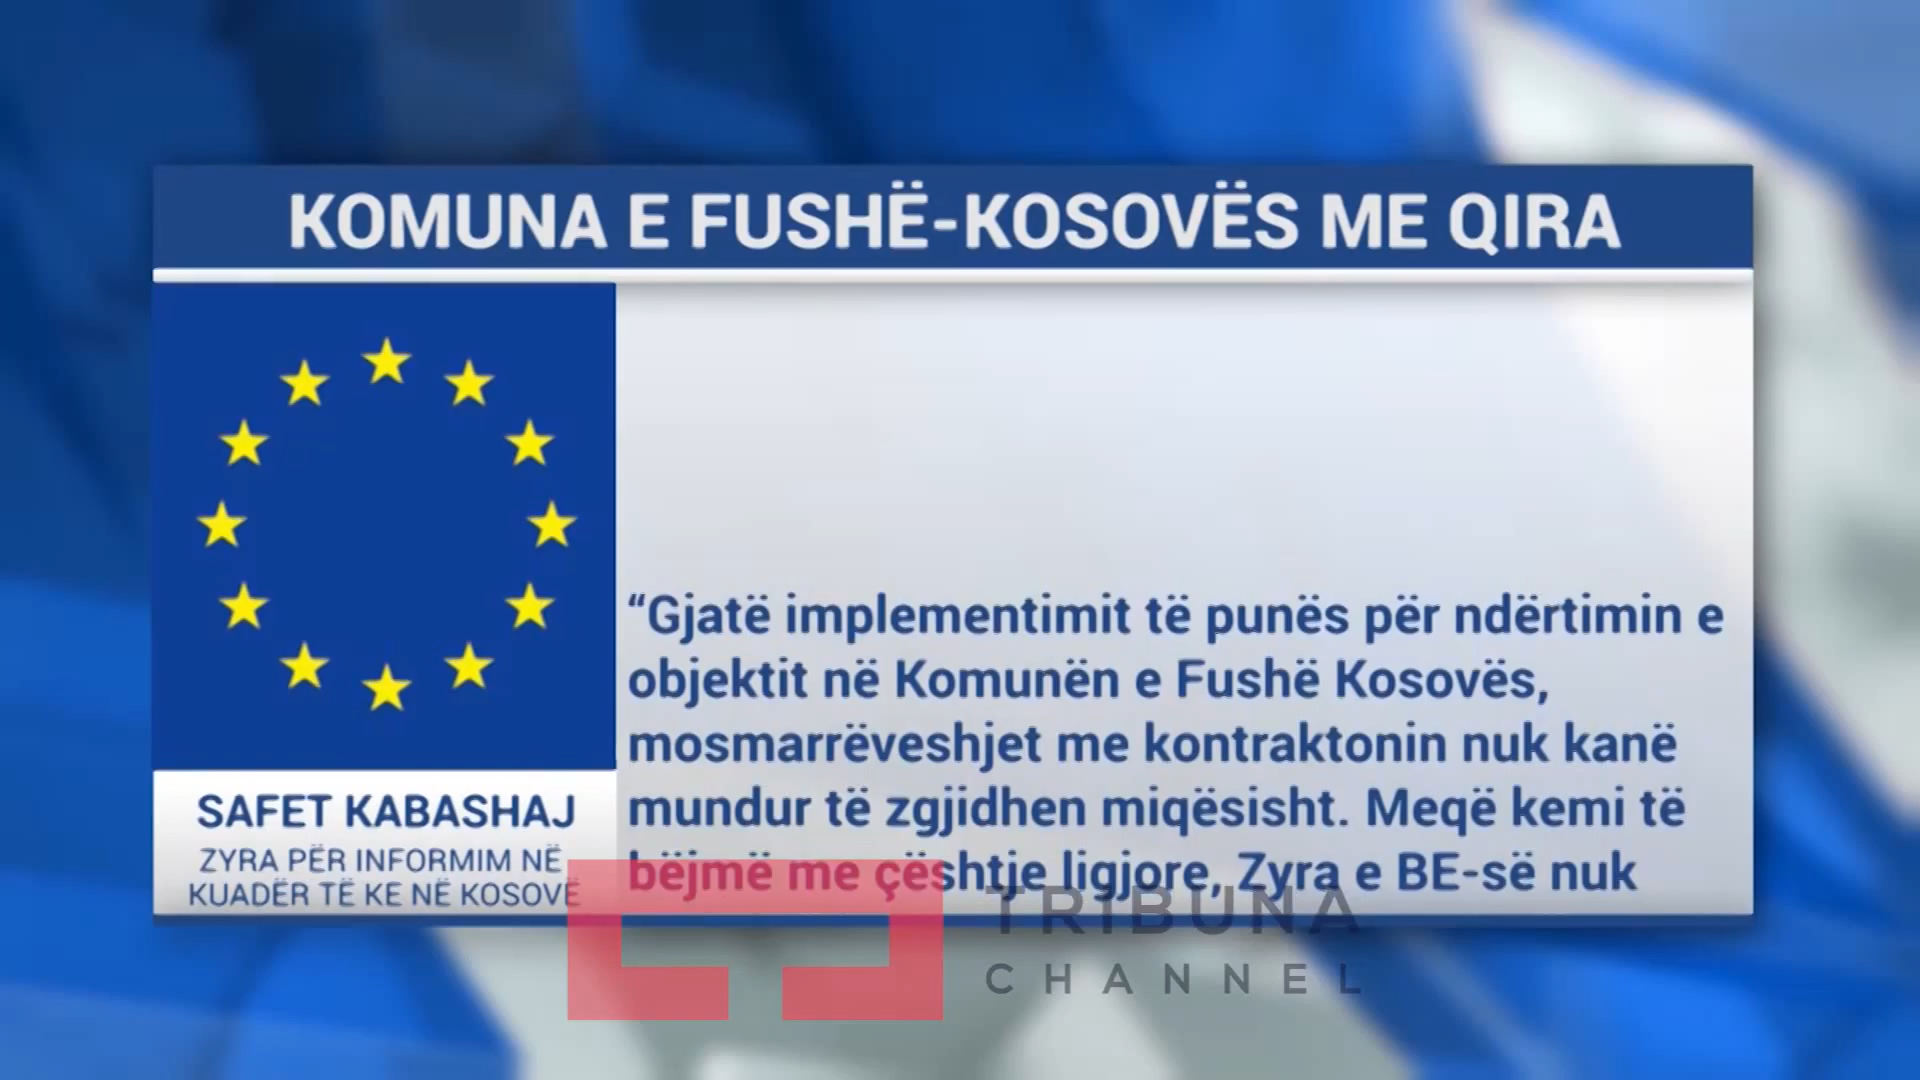 KOMUNA E FUSHË-KOSOVËS ME QIRA
“Gjatë implementimit të punës për ndërtimin e
objektit në Komunën e Fushë Kosovës,
mosmarrëveshjet me kontraktonin nuk kanë
mundur të zgjidhen miqësisht. Meqë kemi të
bëjmë me çështje ligjore, Zyra e BE-së nuk
SAFET KABASHAJ
ZYRA PËR INFORMIM NË
KUADËR TË KE NË KOSOVË
TRIBUNA
CHANNEL